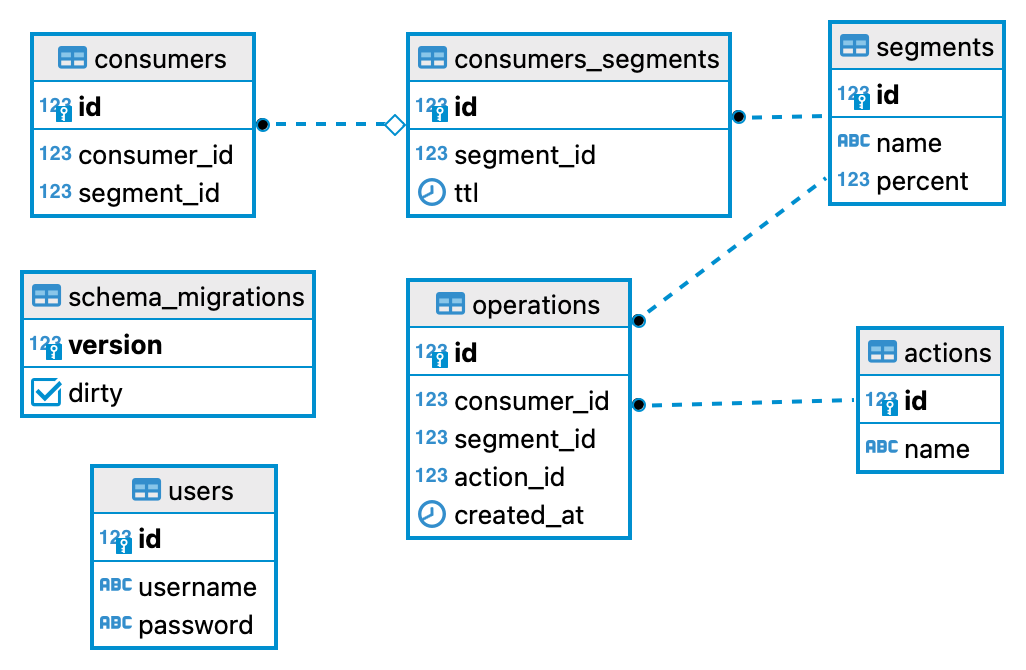 consumers
123 id
123 consumer_id
123 segment_id
consumers_segments
123 id
123 segment_id
ttl
segments
123 id
ABC name
123 percent
schema_migrations
123 version
dirty
operations
123 id
123 consumer_id
123 segment_id
123 action_id
created_at
actions
123 id
ABC name
users
123 id
ABC username
ABC password